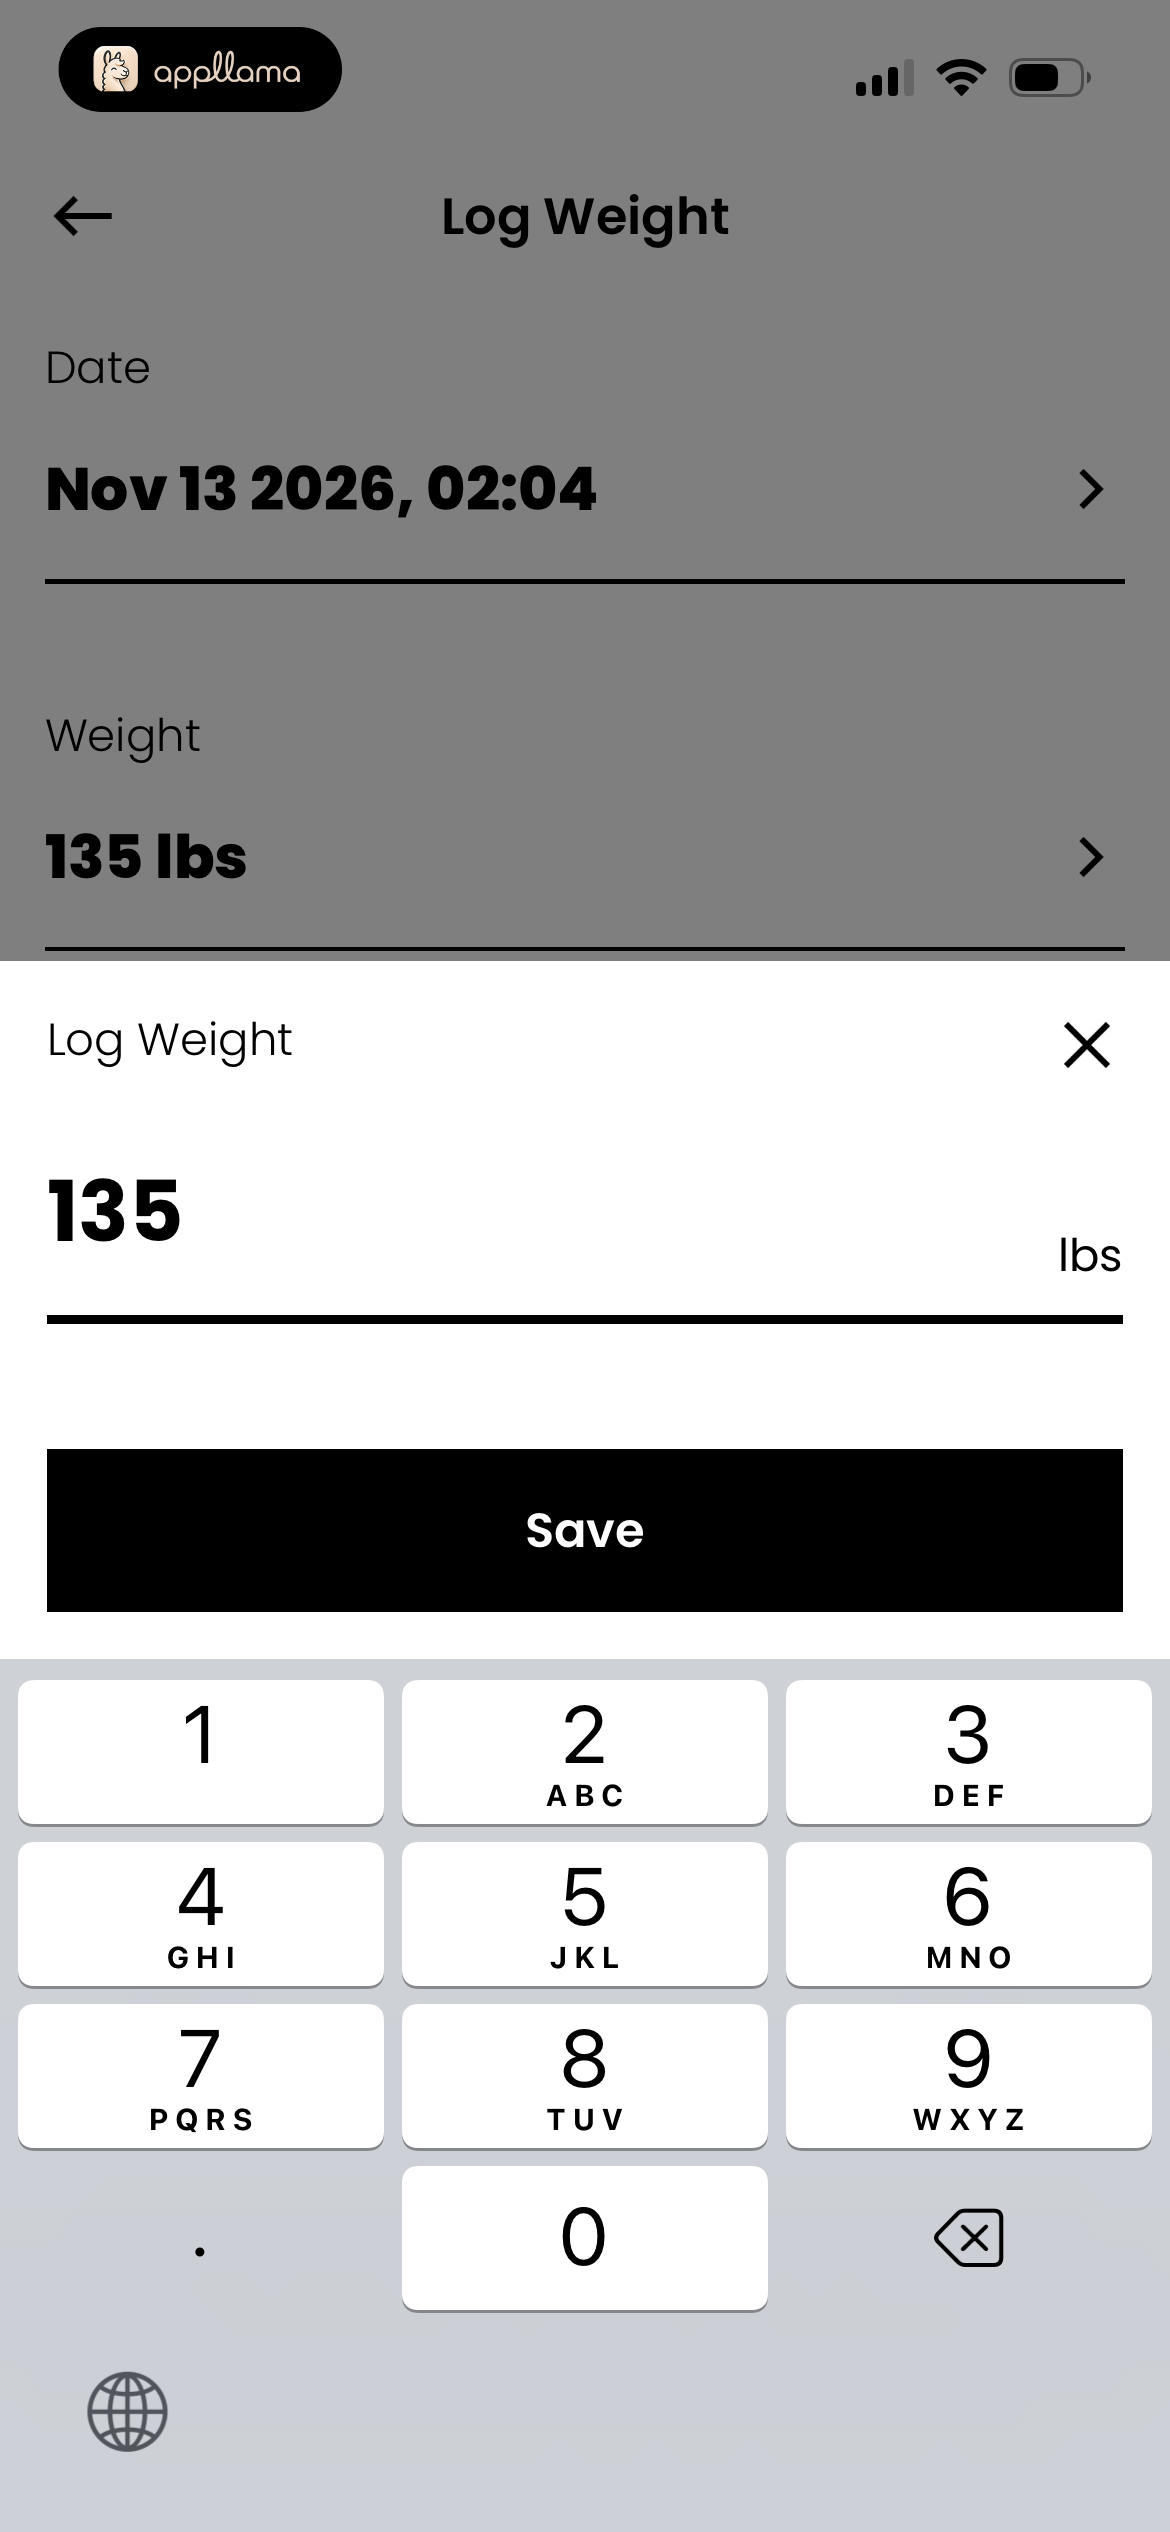 appllama
Log Weight
Date
Nov 13 2026, 02:04
Weight
135 lbs
Log Weight
135
lbs
Save
1
2
ABC
3
DEF
4
GHI
5
JKL
6
MNO
7
PQRS
8
TUV
9
WXYZ
.
0